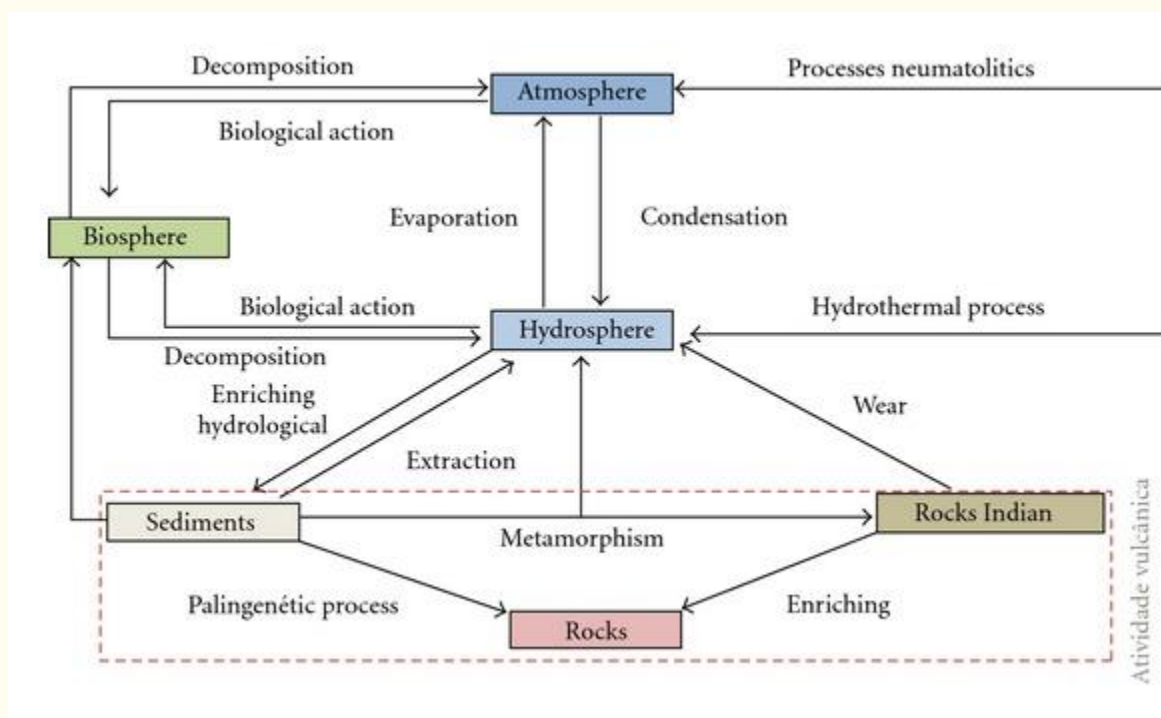 Decomposition
Processes neumatolitics
Atmosphere
Biological action
Evaporation
Condensation
Biosphere
Biological action
Hydrothermal process
Hydrosphere
Decomposition
Enriching
hydrological
Wear
Extraction
Sediments
Rocks Indian
Metamorphism
Palingenétic process
Enriching
Rocks
Atividade vulcânica